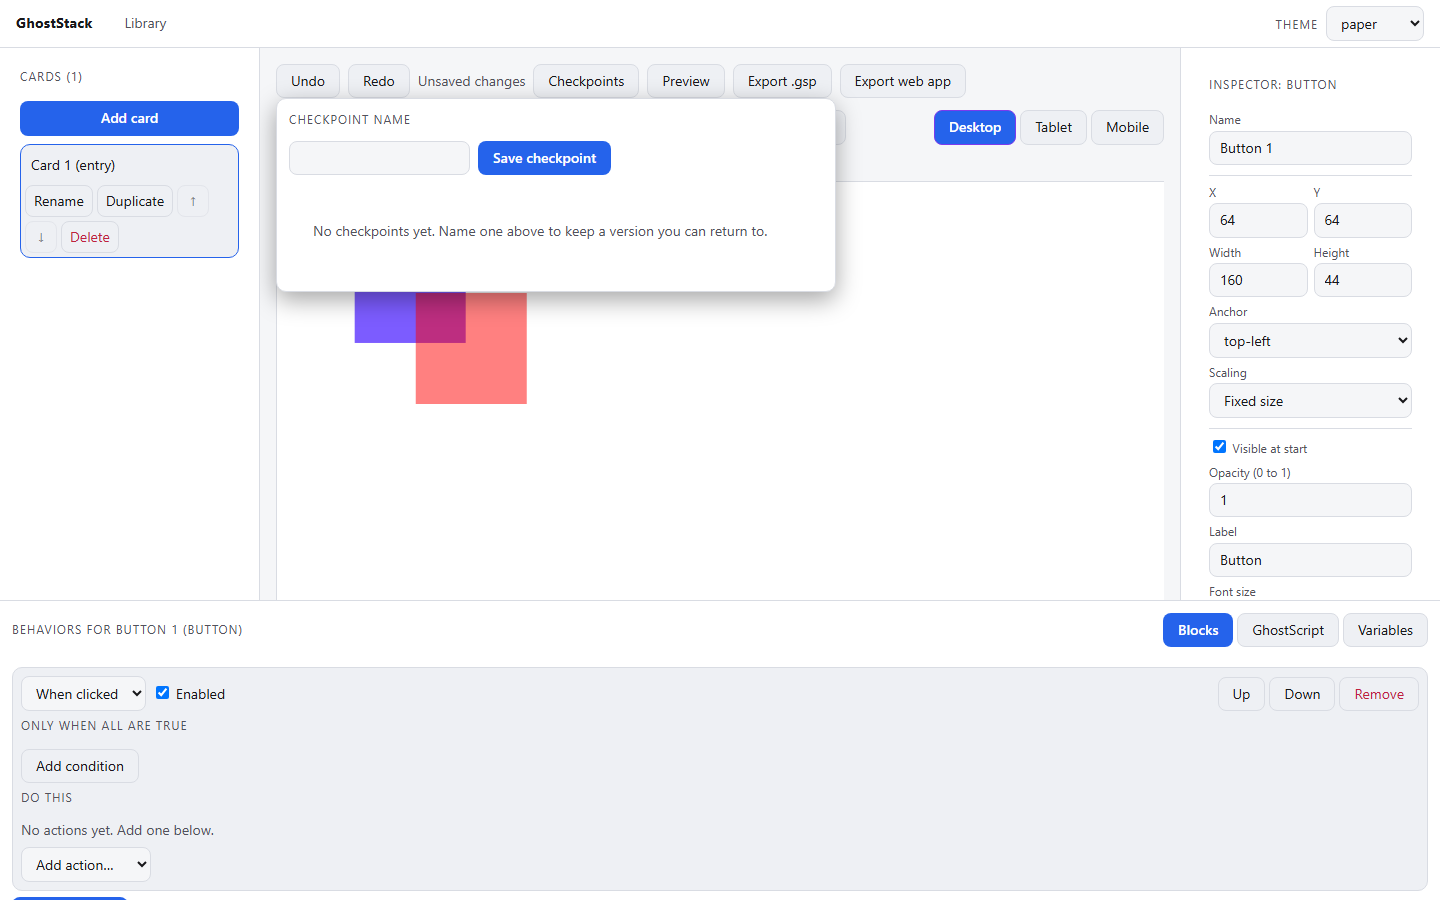 GhostStack
Library
THEME
paper
CARDS (1)
Add card
Card 1 (entry)
Rename
Duplicate
↑
↓
Delete
Undo
Redo
Unsaved changes
Checkpoints
Preview
Export .gsp
Export web app
CHECKPOINT NAME
Save checkpoint
No checkpoints yet. Name one above to keep a version you can return to.
Desktop
Tablet
Mobile
INSPECTOR: BUTTON
Name
Button 1
X
Y
64
64
Width
Height
160
44
Anchor
top-left
Scaling
Fixed size
Visible at start
Opacity (0 to 1)
1
Label
Button
Font size
BEHAVIORS FOR BUTTON 1 (BUTTON)
Blocks
GhostScript
Variables
When clicked
Enabled
Up
Down
Remove
ONLY WHEN ALL ARE TRUE
Add condition
DO THIS
No actions yet. Add one below.
Add action...